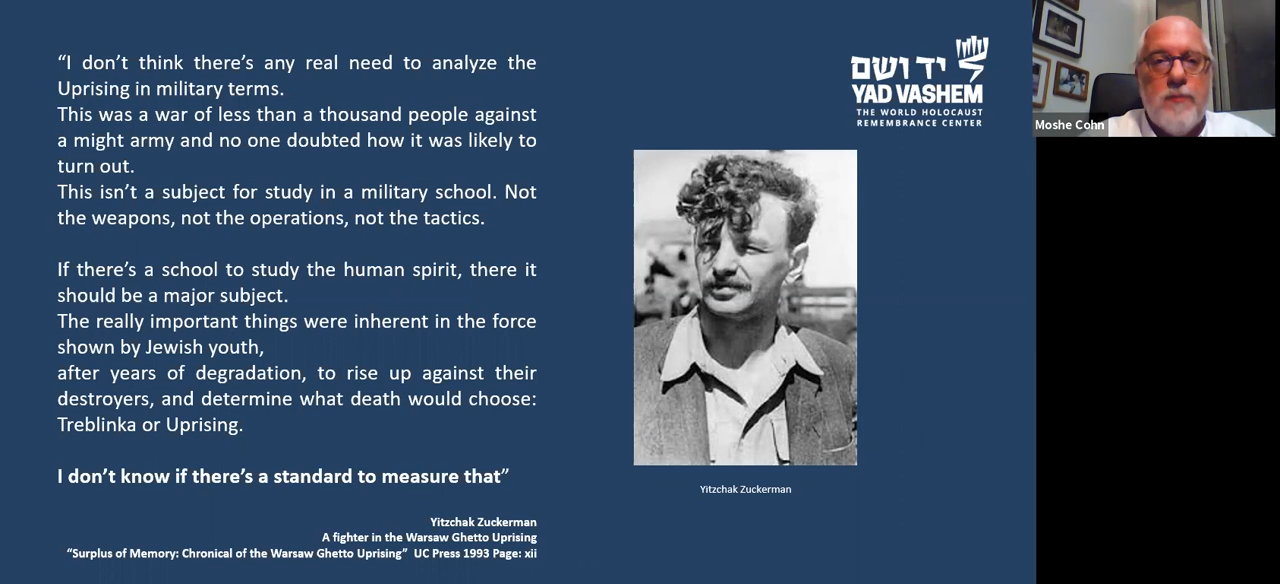 “I don’t think there’s any real need to analyze the
Uprising in military terms.
This was a war of less than a thousand people against
a might army and no one doubted how it was likely to
turn out.
This isn’t a subject for study in a military school. Not
the weapons, not the operations, not the tactics.
If there’s a school to study the human spirit, there it
should be a major subject.
The really important things were inherent in the force
shown by Jewish youth,
after years of degradation, to rise up against their
destroyers, and determine what death would choose:
Treblinka or Uprising.
I don’t know if there’s a standard to measure that”
Yitzchak Zuckerman
A fighter in the Warsaw Ghetto Uprising
“Surplus of Memory: Chronical of the Warsaw Ghetto Uprising” UC Press 1993 Page: xii
יד ושם
YAD VASHEM
THE WORLD HOLOCAUST
REMEMBRANCE CENTER
Yitzchak Zuckerman
Moshe Cohn